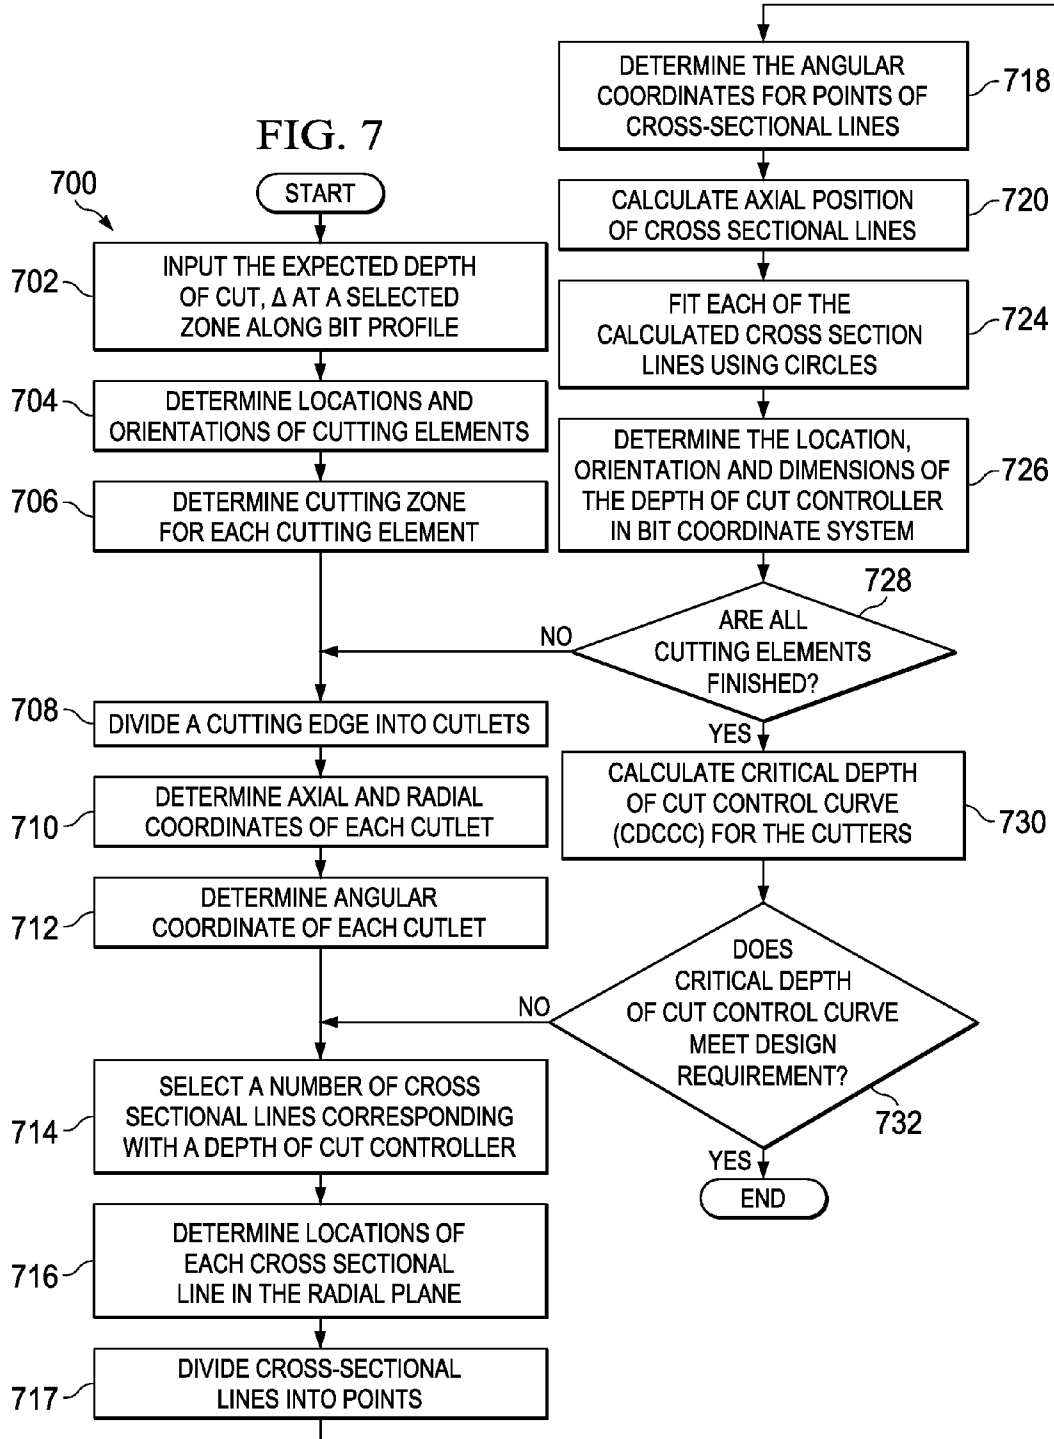 FIG. 7
700
START
702
INPUT THE EXPECTED DEPTH
OF CUT, Δ AT A SELECTED
ZONE ALONG BIT PROFILE
704
DETERMINE LOCATIONS AND
ORIENTATIONS OF CUTTING ELEMENTS
706
DETERMINE CUTTING ZONE
FOR EACH CUTTING ELEMENT
708
DIVIDE A CUTTING EDGE INTO CUTLETS
710
DETERMINE AXIAL AND RADIAL
COORDINATES OF EACH CUTLET
712
DETERMINE ANGULAR
COORDINATE OF EACH CUTLET
714
SELECT A NUMBER OF CROSS
SECTIONAL LINES CORRESPONDING
WITH A DEPTH OF CUT CONTROLLER
716
DETERMINE LOCATIONS OF
EACH CROSS SECTIONAL
LINE IN THE RADIAL PLANE
717
DIVIDE CROSS-SECTIONAL
LINES INTO POINTS
DETERMINE THE ANGULAR
COORDINATES FOR POINTS OF
CROSS-SECTIONAL LINES
718
CALCULATE AXIAL POSITION
OF CROSS SECTIONAL LINES
720
FIT EACH OF THE
CALCULATED CROSS SECTION
LINES USING CIRCLES
724
DETERMINE THE LOCATION,
ORIENTATION AND DIMENSIONS OF
THE DEPTH OF CUT CONTROLLER
IN BIT COORDINATE SYSTEM
726
728
ARE ALL
CUTTING ELEMENTS
FINISHED?
NO
YES
CALCULATE CRITICAL DEPTH
OF CUT CONTROL CURVE
(CDCCC) FOR THE CUTTERS
730
DOES
CRITICAL DEPTH
OF CUT CONTROL CURVE
MEET DESIGN
REQUIREMENT?
NO
732
YES
END